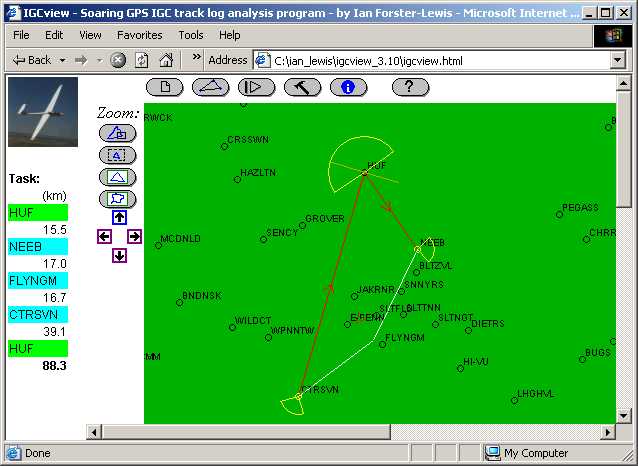 IGCview - Soaring GPS IGC track log analysis program - by Ian Forster-Lewis - Microsoft Internet ...
File Edit View Favorites Tools Help
Back » Address C:\ian_lewis\igcview_3.10\igcview.html
i ?
Zoom:
A
Task:
(km)
HUF
15.5
NEEB
17.0
FLYNGM
16.7
CTRSVN
39.1
HUF
88.3
RWCK
CRSSWN
HUF
HAZLTN
PEGASS
GROVER
SENCY
MCDNLD
NEEB
CHRR
BLTZVL
SNNYRS
JAKRNR
BNDNSK
BLTTNN
WILDCT
SLTNGT
WPNNTW
DIETRS
FLYNGM
MM
BUGS
HI-VU
CTRSVN
LHGHVL
Done My Computer